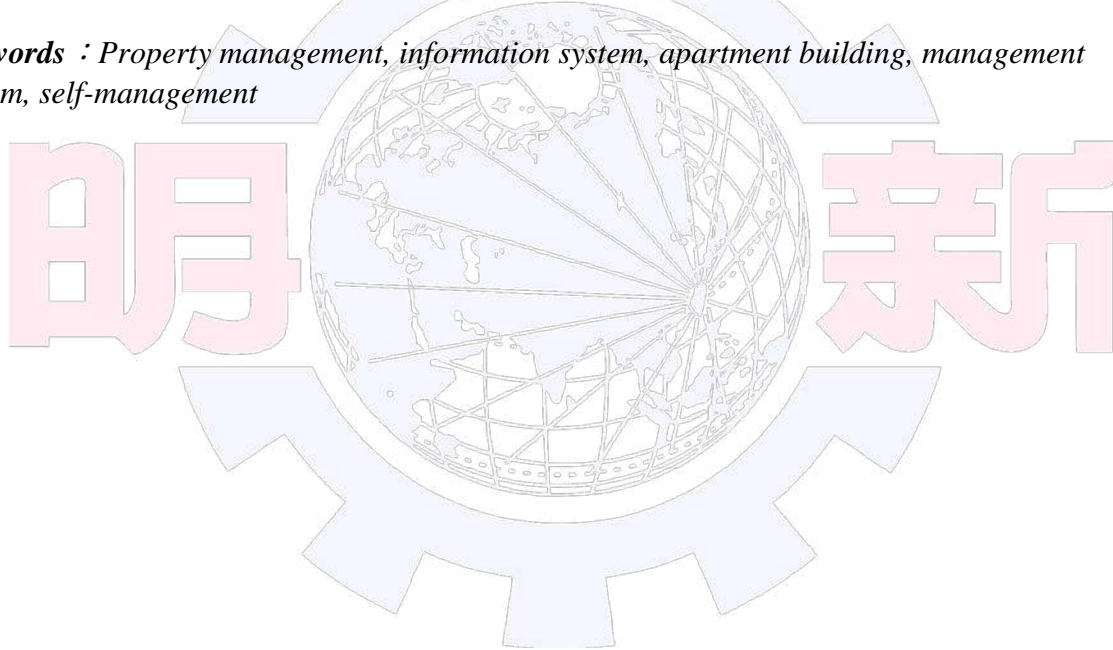 words：Property management, information system, apartment building, management
m, self-management
明新